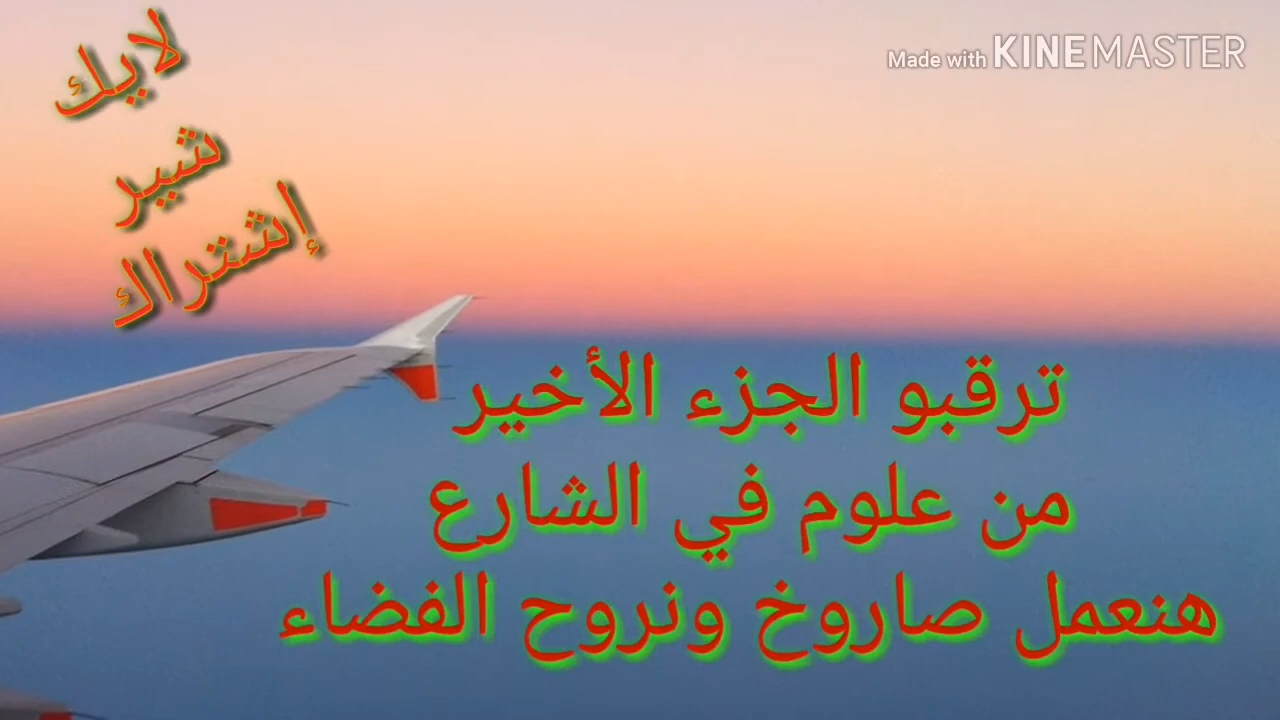 Made with KINEMASTER
لايك
شير
إشتراك
ترقبو الجزء الأخير
من علوم في الشارع
هنعمل صاروخ ونروح الفضاء